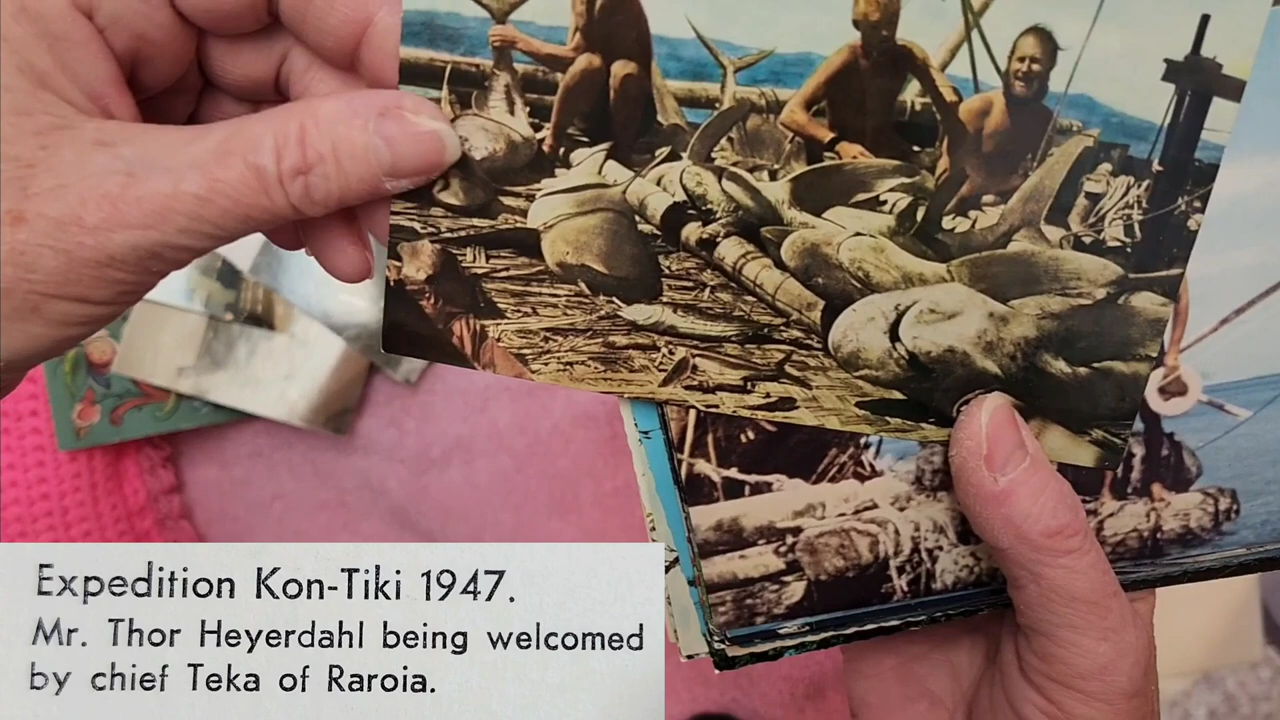 Expedition Kon-Tiki 1947.
Mr. Thor Heyerdahl being welcomed
by chief Teka of Raroia.